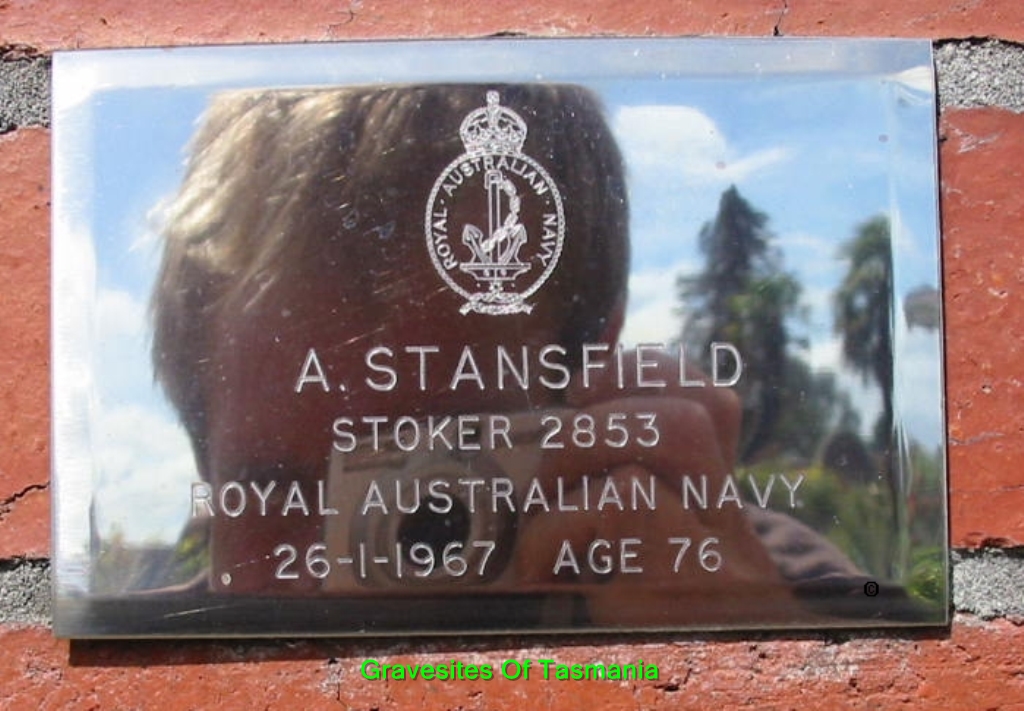 ROYAL · AUSTRALIAN · NAVY
A. STANSFIELD
STOKER 2853
ROYAL AUSTRALIAN NAVY
26-1-1967 AGE 76
©
Gravesites Of Tasmania